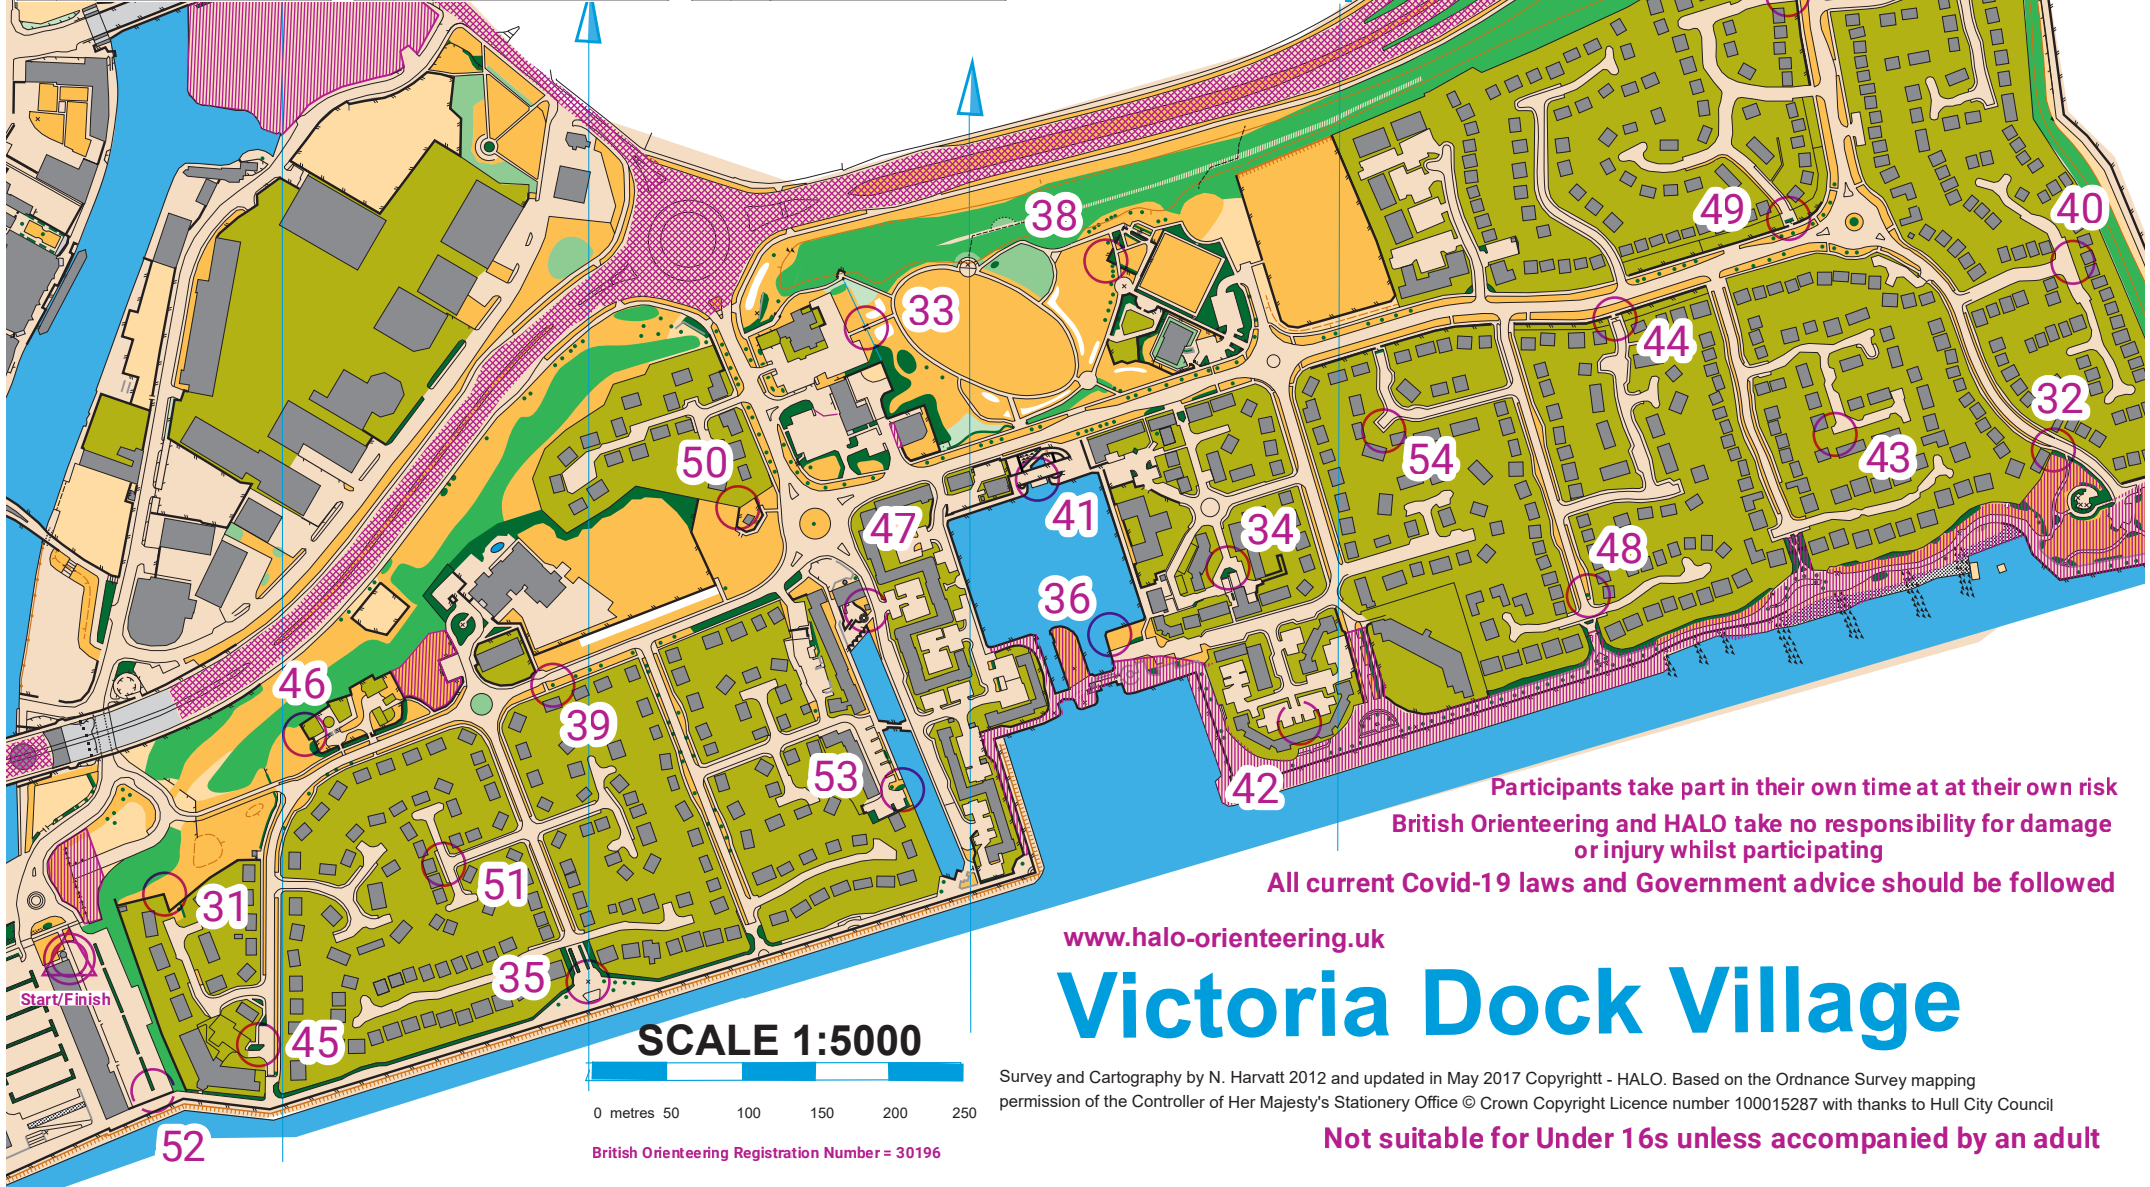 38
49
40
33
44
32
50
54
43
47
41
34
48
36
46
39
53
42
Participants take part in their own time at at their own risk
British Orienteering and HALO take no responsibility for damage
or injury whilst participating
All current Covid-19 laws and Government advice should be followed
51
31
www.halo-orienteering.uk
35
Start/Finish
Victoria Dock Village
45
SCALE 1:5000
Survey and Cartography by N. Harvatt 2012 and updated in May 2017 Copyrightt - HALO. Based on the Ordnance Survey mapping
permission of the Controller of Her Majesty's Stationery Office © Crown Copyright Licence number 100015287 with thanks to Hull City Council
0 metres 50 100 150 200 250
Not suitable for Under 16s unless accompanied by an adult
52
British Orienteering Registration Number = 30196